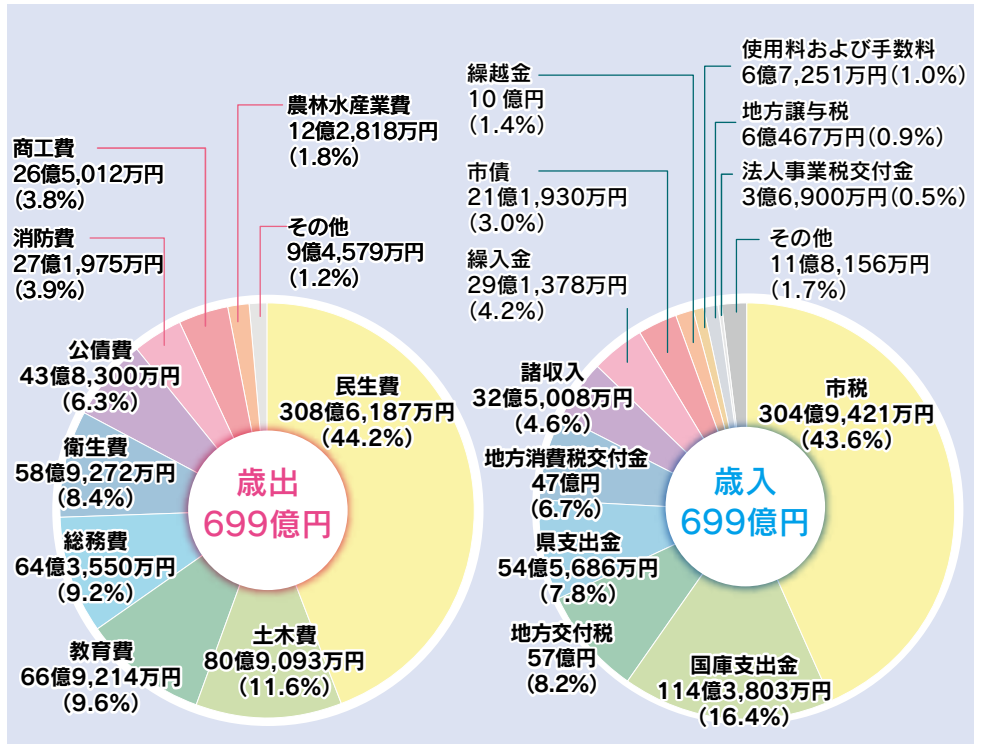 農林水産業費
12億2,818万円
(1.8%)
商工費
26億5,012万円
(3.8%)
消防費
27億1,975万円
(3.9%)
その他
9億4,579万円
(1.2%)
公債費
43億8,300万円
(6.3%)
衛生費
58億9,272万円
(8.4%)
総務費
64億3,550万円
(9.2%)
教育費
66億9,214万円
(9.6%)
土木費
80億9,093万円
(11.6%)
民生費
308億6,187万円
(44.2%)
歳出
699億円
繰越金
10億円
(1.4%)
市債
21億1,930万円
(3.0%)
繰入金
29億1,378万円
(4.2%)
使用料および手数料
6億7,251万円(1.0%)
地方譲与税
6億467万円(0.9%)
法人事業税交付金
3億6,900万円(0.5%)
その他
11億8,156万円
(1.7%)
諸収入
32億5,008万円
(4.6%)
地方消費税交付金
47億円
(6.7%)
県支出金
54億5,686万円
(7.8%)
地方交付税
57億円
(8.2%)
国庫支出金
114億3,803万円
(16.4%)
市税
304億9,421万円
(43.6%)
歳入
699億円